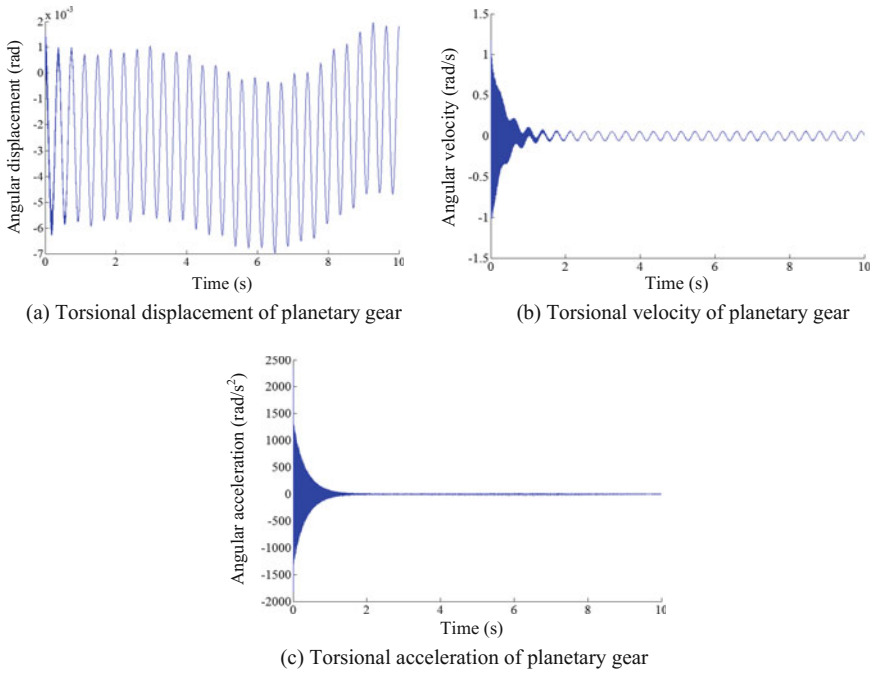 2 ×10⁻³
1
0
-1
-2
-3
-4
-5
-6
-7
0 2 4 6 8 10
Angular displacement (rad)
Time (s)
(a) Torsional displacement of planetary gear
1.5
1
0.5
0
-0.5
-1
-1.5
0 2 4 6 8 10
Angular velocity (rad/s)
Time (s)
(b) Torsional velocity of planetary gear
2500
2000
1500
1000
500
0
-500
-1000
-1500
-2000
0 2 4 6 8 10
Angular acceleration (rad/s²)
Time (s)
(c) Torsional acceleration of planetary gear